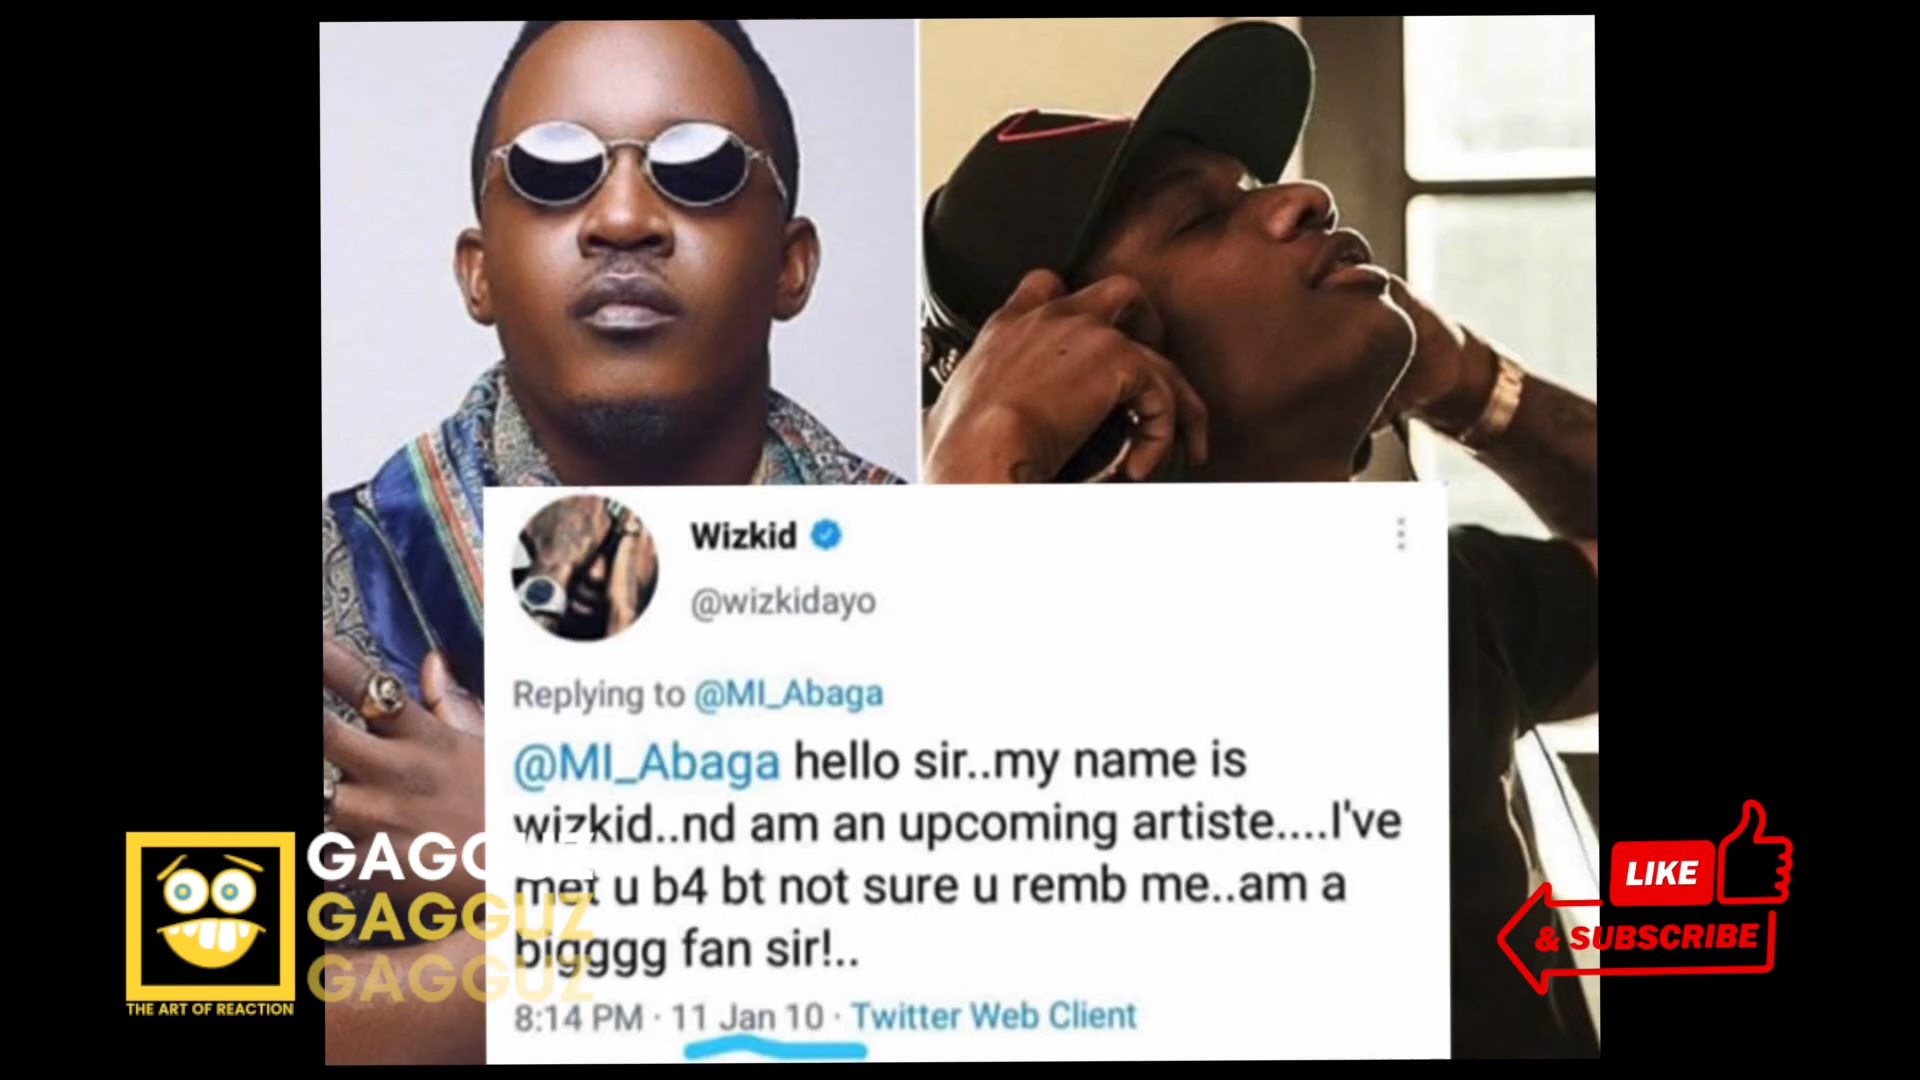 Wizkid
@wizkidayo
Replying to @MI_Abaga
@MI_Abaga hello sir..my name is
wizkid..nd am an upcoming artiste....I've
met u b4 bt not sure u remb me..am a
bigggg fan sir!..
8:14 PM · 11 Jan 10 · Twitter Web Client
GAGGUZ
GAGGUZ
GAGGUZ
THE ART OF REACTION
LIKE
& SUBSCRIBE